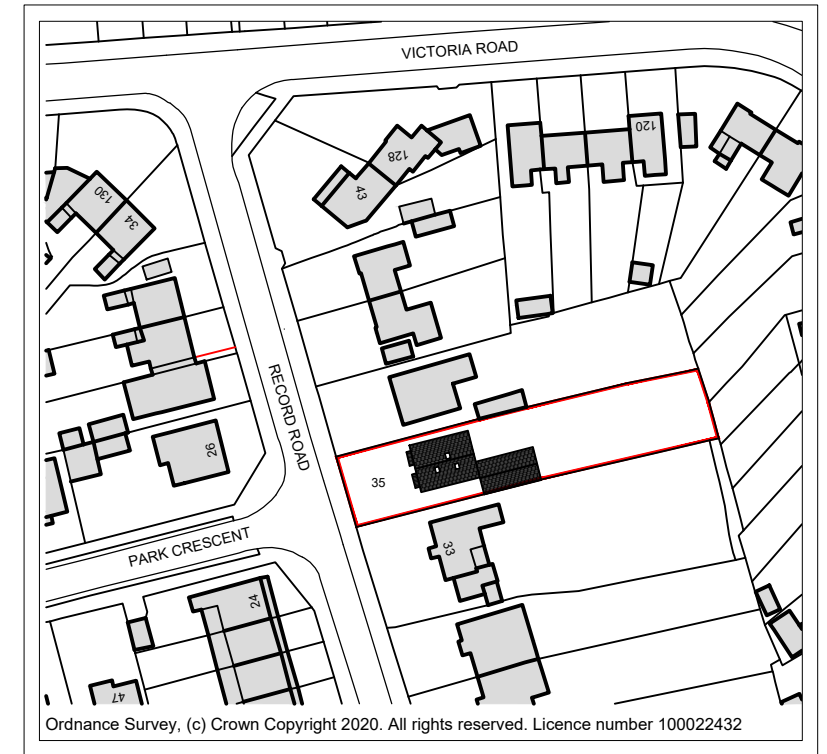 VICTORIA ROAD
120
128
43
130
34
RECORD ROAD
26
35
33
PARK CRESCENT
24
47
Ordnance Survey, (c) Crown Copyright 2020. All rights reserved. Licence number 100022432